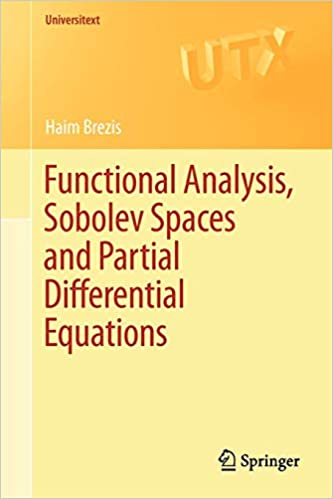 Universitext
UTX
Haim Brezis
Functional Analysis,
Sobolev Spaces
and Partial
Differential
Equations
Springer